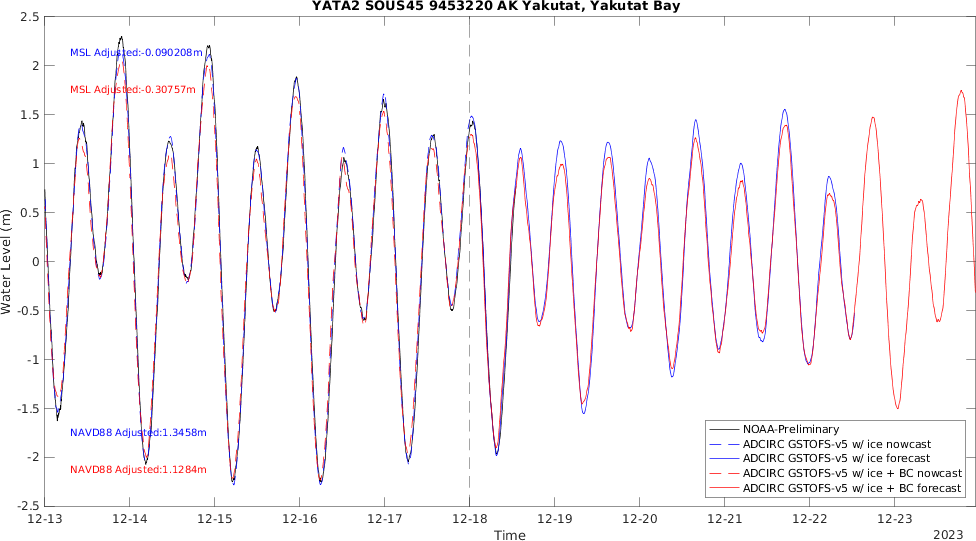 YATA2 SOUS45 9453220 AK Yakutat, Yakutat Bay
2.5
2
1.5
1
0.5
0
-0.5
-1
-1.5
-2
-2.5
Water Level (m)
MSL Adjusted:-0.090208m
MSL Adjusted:-0.30757m
NAVD88 Adjusted:1.3458m
NAVD88 Adjusted:1.1284m
NOAA-Preliminary
ADCIRC GSTOFS-v5 w/ ice nowcast
ADCIRC GSTOFS-v5 w/ ice forecast
ADCIRC GSTOFS-v5 w/ ice + BC nowcast
ADCIRC GSTOFS-v5 w/ ice + BC forecast
12-13 12-14 12-15 12-16 12-17 12-18 12-19 12-20 12-21 12-22 12-23
Time
2023